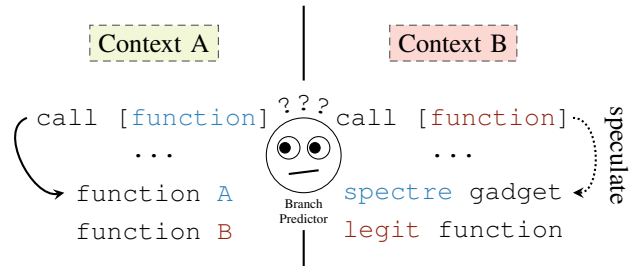 Context A
Context B
???
call [function]
call [function]
speculate
...
...
function A
spectre gadget
Branch
Predictor
function B
legit function